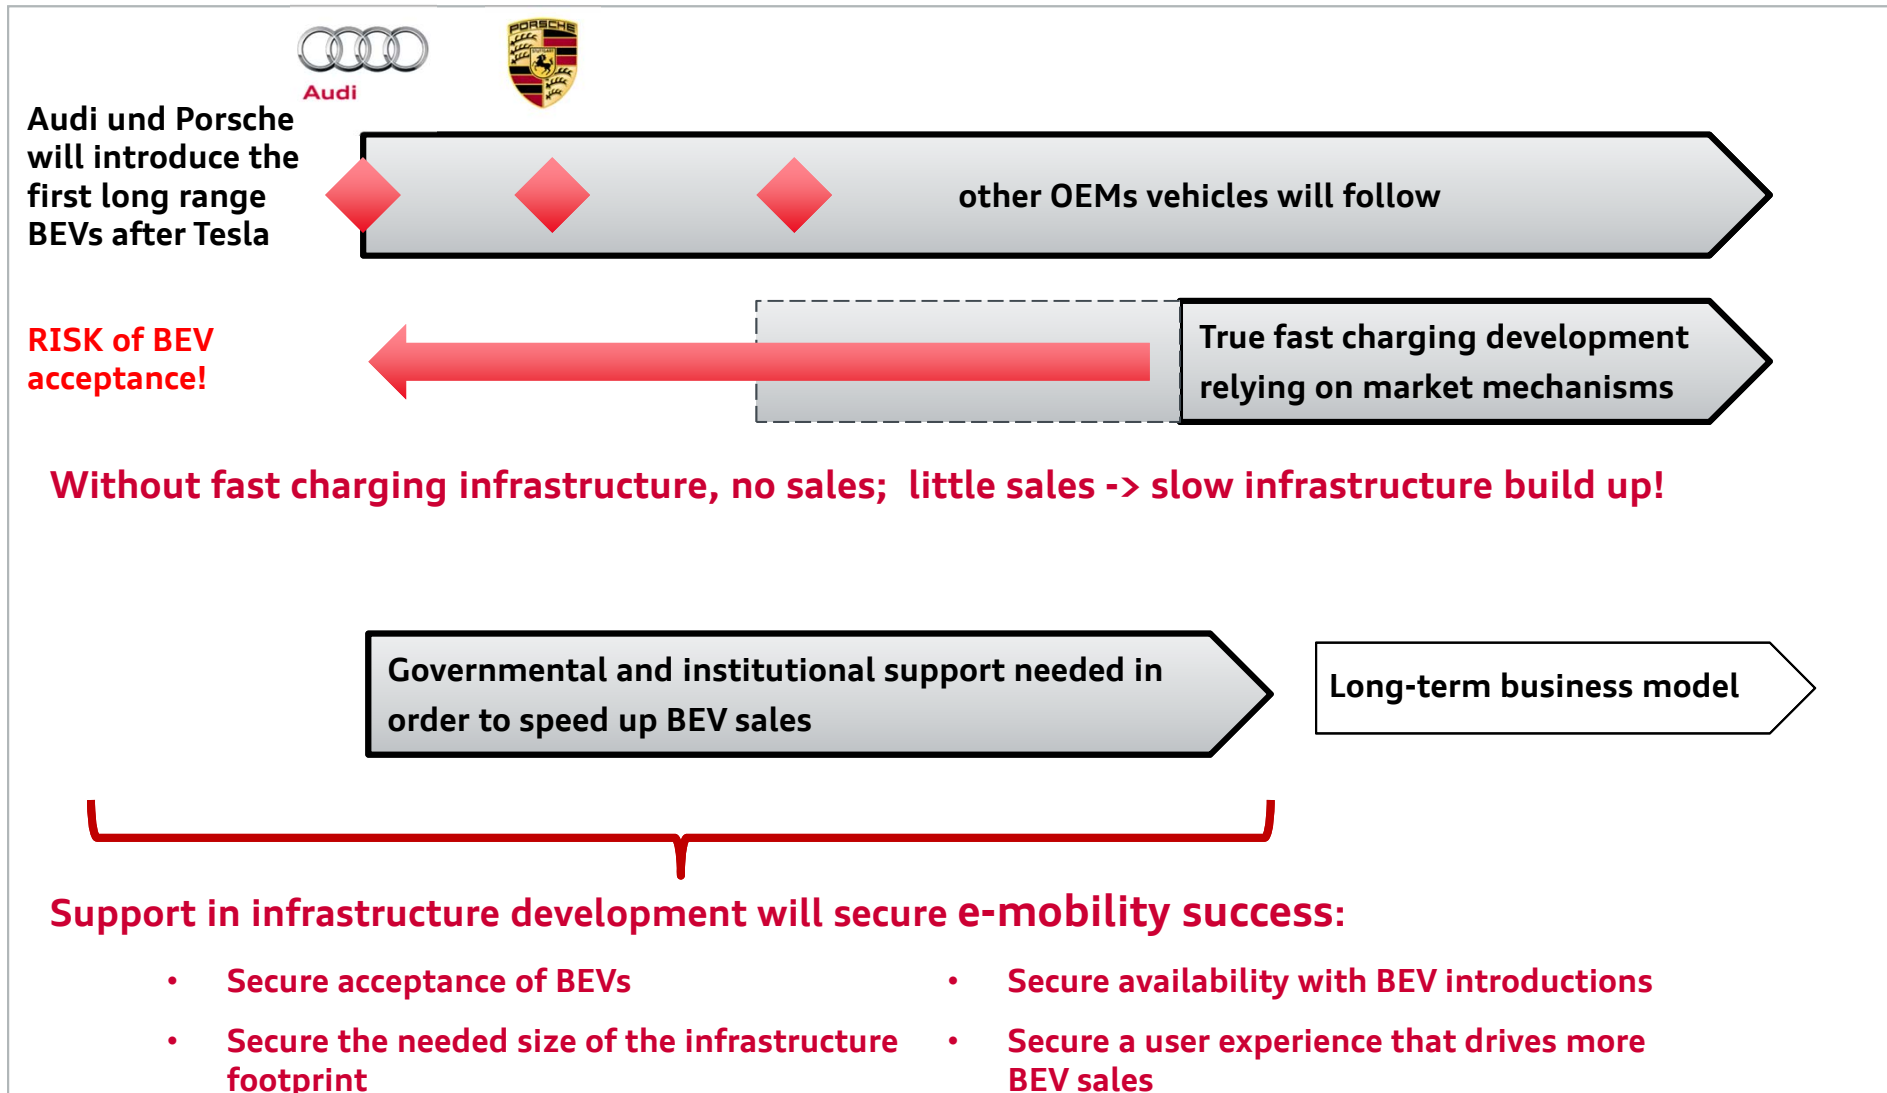 PORSCHE
Audi
Audi und Porsche
will introduce the
first long range
BEVs after Tesla
other OEMs vehicles will follow
RISK of BEV
acceptance!
True fast charging development
relying on market mechanisms
Without fast charging infrastructure, no sales;  little sales -> slow infrastructure build up!
Governmental and institutional support needed in
order to speed up BEV sales
Long-term business model
Support in infrastructure development will secure e-mobility success:
• Secure acceptance of BEVs
• Secure the needed size of the infrastructure
footprint
• Secure availability with BEV introductions
• Secure a user experience that drives more
BEV sales